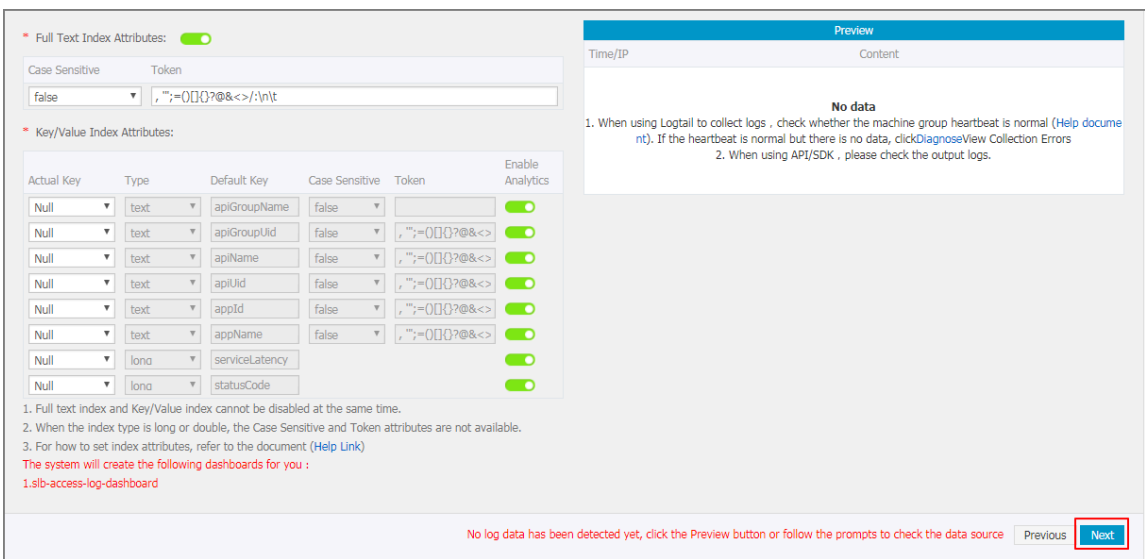 * Full Text Index Attributes:
Case Sensitive Token
false , '";=()[]{}?@&<>/:\n\t
* Key/Value Index Attributes:
Actual Key Type Default Key Case Sensitive Token Enable Analytics
Null text apiGroupName false
Null text apiGroupUid false , '";=()[]{}?@&<>
Null text apiName false , '";=()[]{}?@&<>
Null text apiUid false , '";=()[]{}?@&<>
Null text appId false , '";=()[]{}?@&<>
Null text appName false , '";=()[]{}?@&<>
Null long serviceLatency
Null long statusCode
1. Full text index and Key/Value index cannot be disabled at the same time.
2. When the index type is long or double, the Case Sensitive and Token attributes are not available.
3. For how to set index attributes, refer to the document (Help Link)
The system will create the following dashboards for you :
1.slb-access-log-dashboard
Preview
Time/IP Content
No data
1. When using Logtail to collect logs , check whether the machine group heartbeat is normal (Help docume
nt). If the heartbeat is normal but there is no data, clickDiagnoseView Collection Errors
2. When using API/SDK , please check the output logs.
No log data has been detected yet, click the Preview button or follow the prompts to check the data source Previous Next